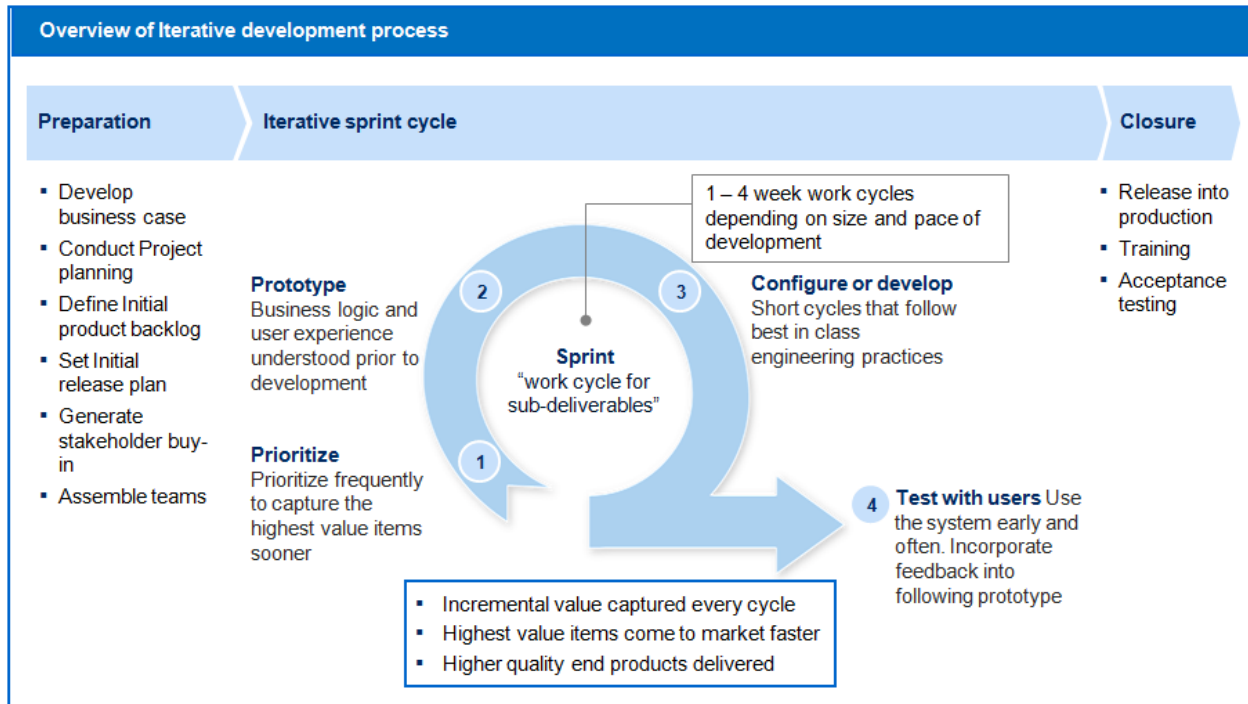 Overview of Iterative development process
Preparation
Iterative sprint cycle
Closure
▪ Develop
business case
▪ Conduct Project
planning
▪ Define Initial
product backlog
▪ Set Initial
release plan
▪ Generate
stakeholder buy-
in
▪ Assemble teams
1 – 4 week work cycles
depending on size and pace of
development
1
Prioritize
Prioritize frequently
to capture the
highest value items
sooner
2
Prototype
Business logic and
user experience
understood prior to
development
Sprint
“work cycle for
sub-deliverables”
3
Configure or develop
Short cycles that follow
best in class
engineering practices
4
Test with users Use
the system early and
often. Incorporate
feedback into
following prototype
▪ Incremental value captured every cycle
▪ Highest value items come to market faster
▪ Higher quality end products delivered
▪ Release into
production
▪ Training
▪ Acceptance
testing